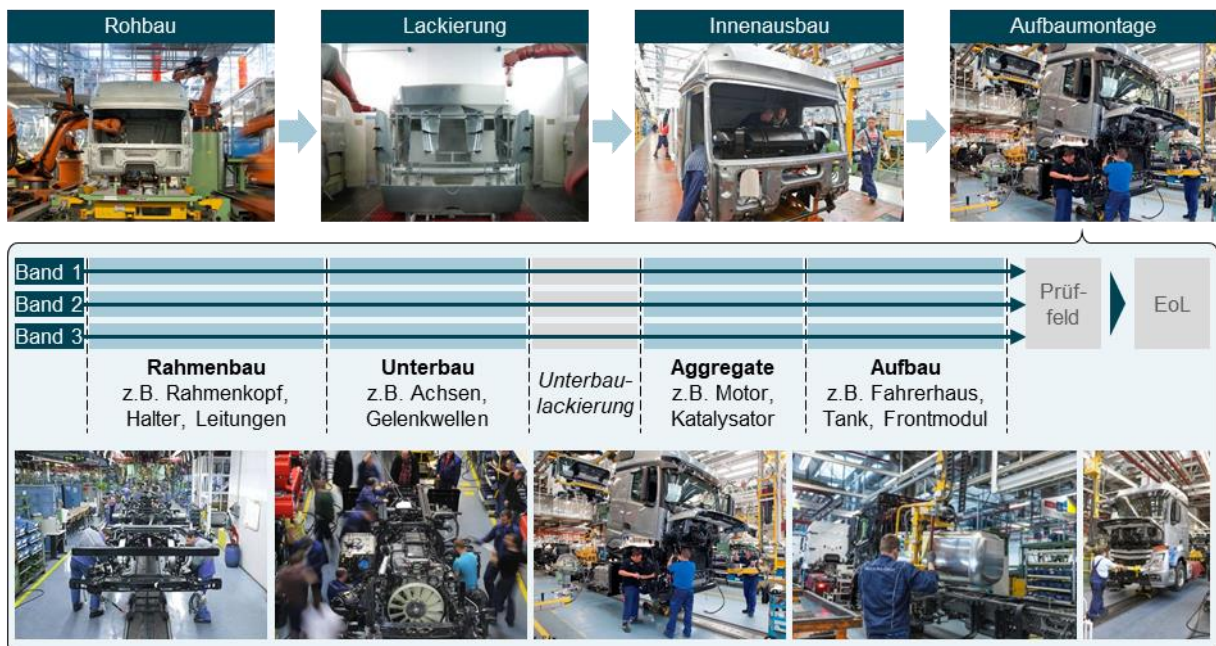 Rohbau
Lackierung
Innenausbau
Aufbaumontage
Band 1
Band 2
Band 3
Prüf-
feld
EoL
Rahmenbau
z.B. Rahmenkopf,
Halter, Leitungen
Unterbau
z.B. Achsen,
Gelenkwellen
Unterbau-
lackierung
Aggregate
z.B. Motor,
Katalysator
Aufbau
z.B. Fahrerhaus,
Tank, Frontmodul